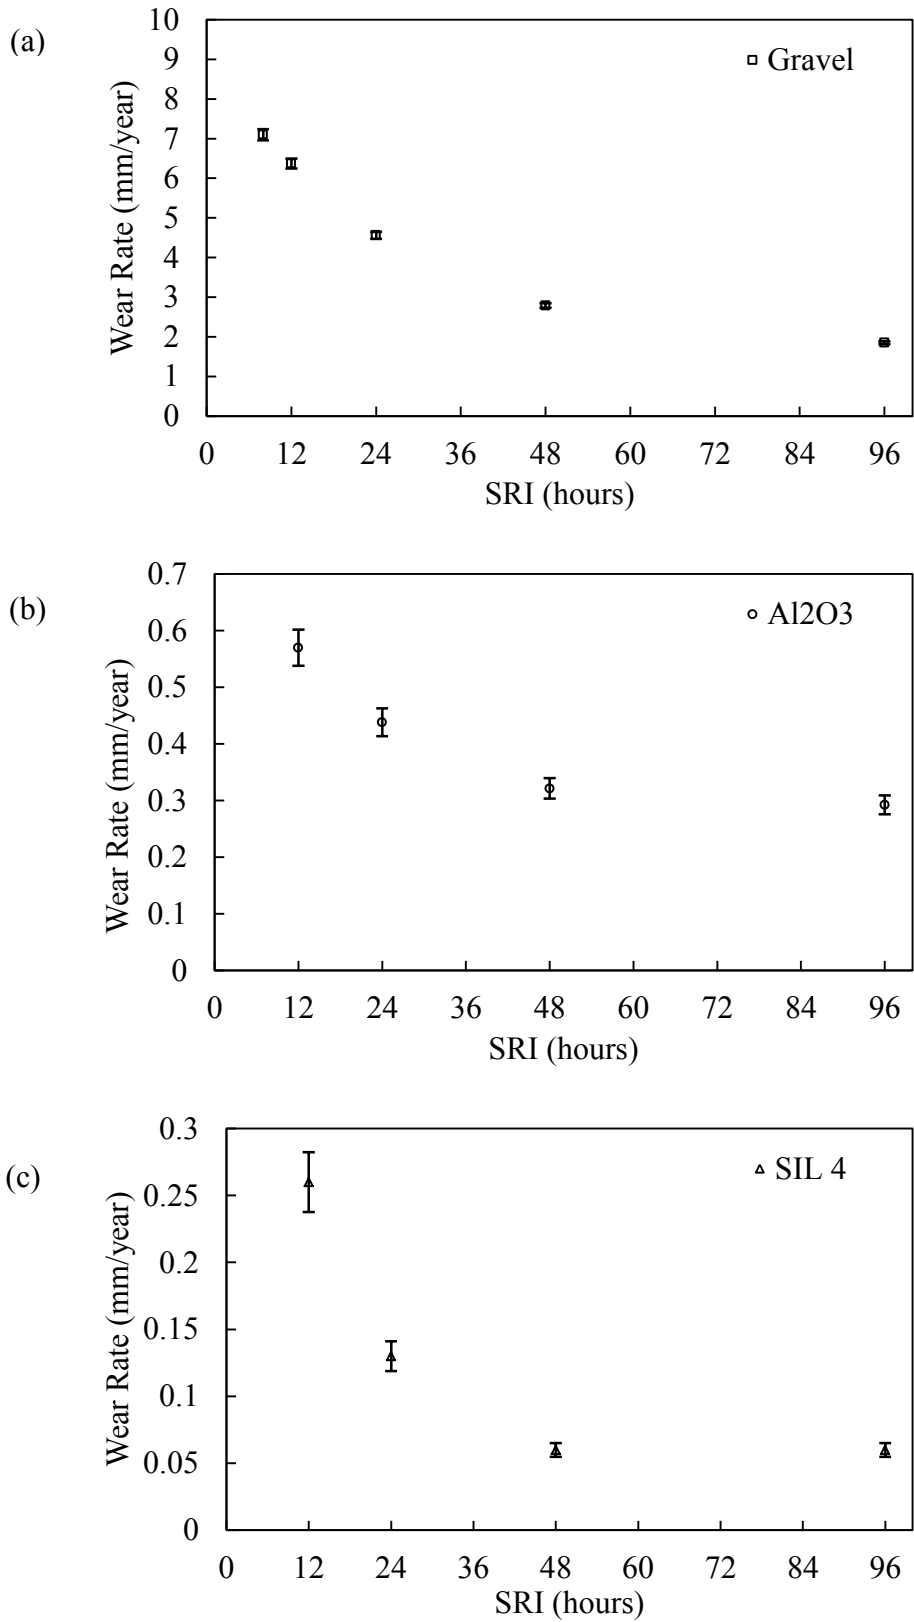 (a)
Wear Rate (mm/year)
10
9
8
7
6
5
4
3
2
1
0
Gravel
0 12 24 36 48 60 72 84 96
SRI (hours)
(b)
Wear Rate (mm/year)
0.7
0.6
0.5
0.4
0.3
0.2
0.1
0
Al2O3
0 12 24 36 48 60 72 84 96
SRI (hours)
(c)
Wear Rate (mm/year)
0.3
0.25
0.2
0.15
0.1
0.05
0
SIL 4
0 12 24 36 48 60 72 84 96
SRI (hours)